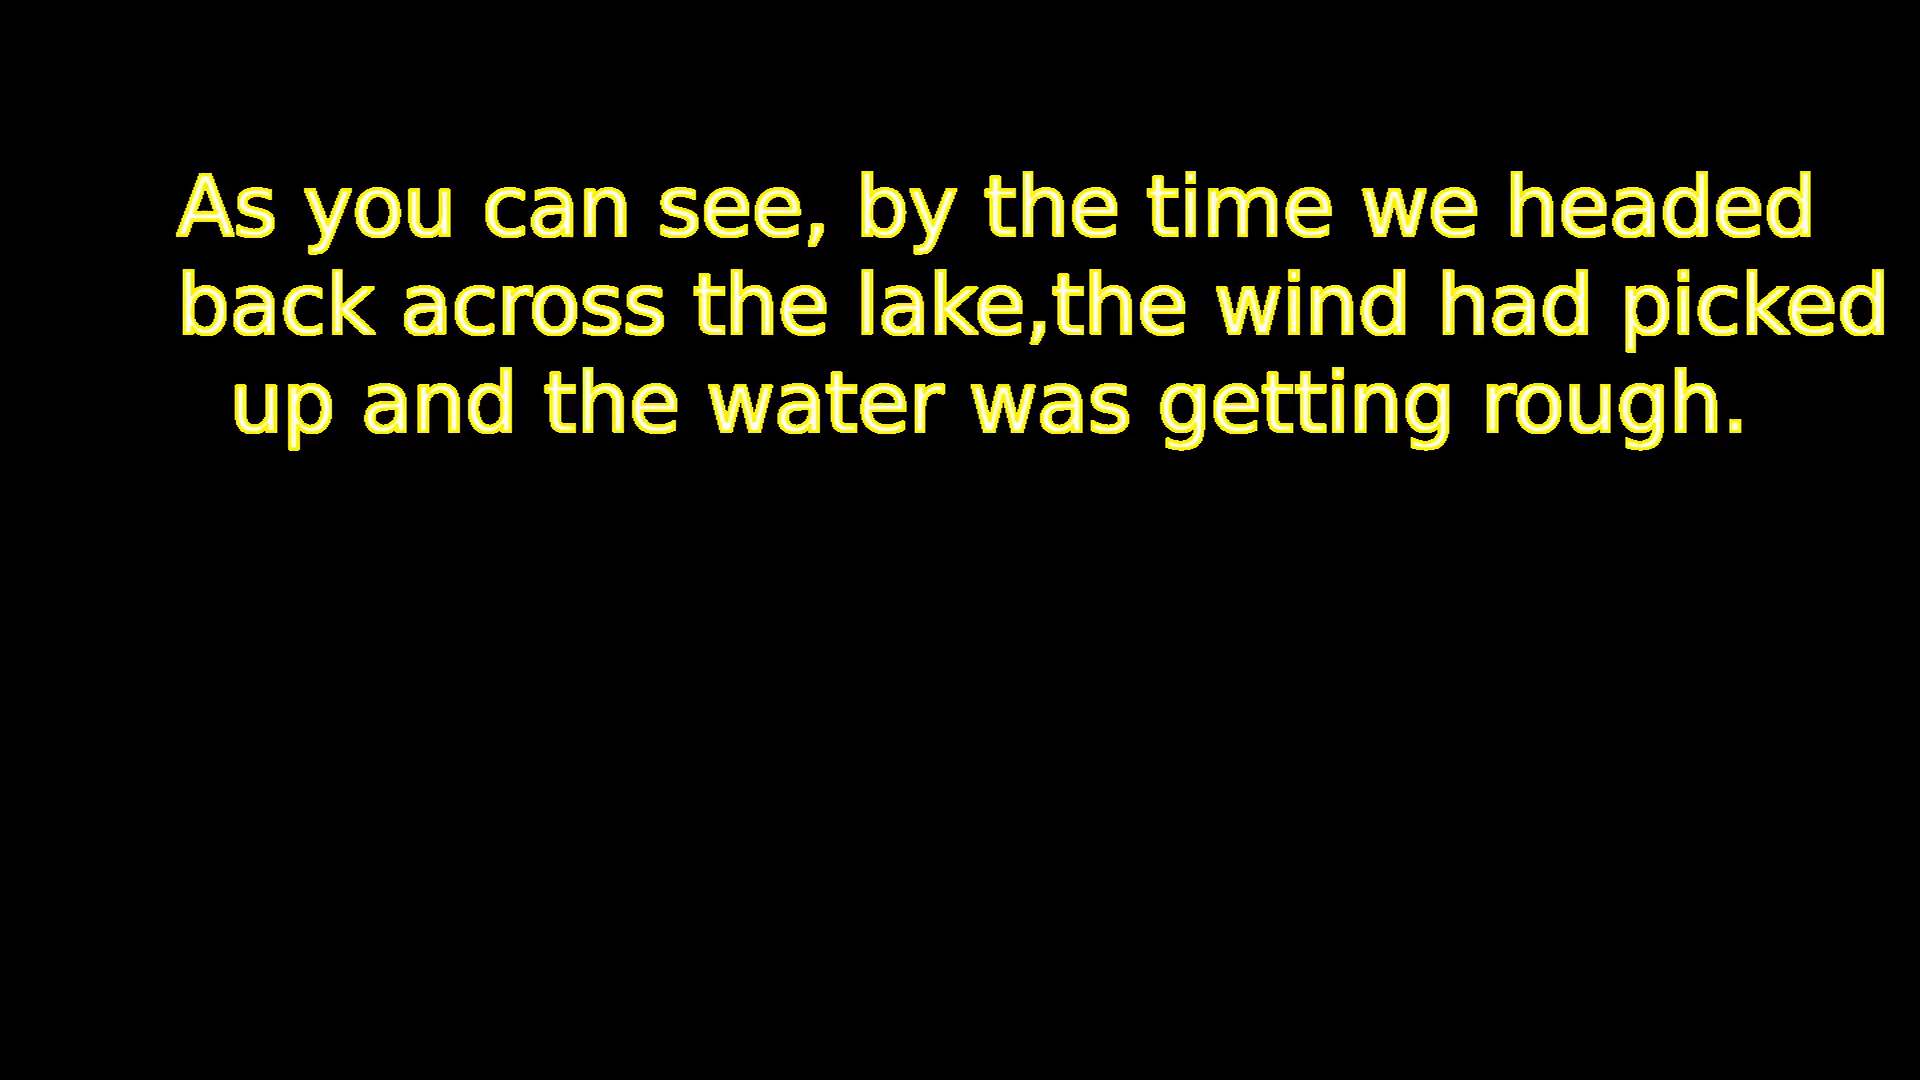 As you can see, by the time we headed
back across the lake,the wind had picked
up and the water was getting rough.